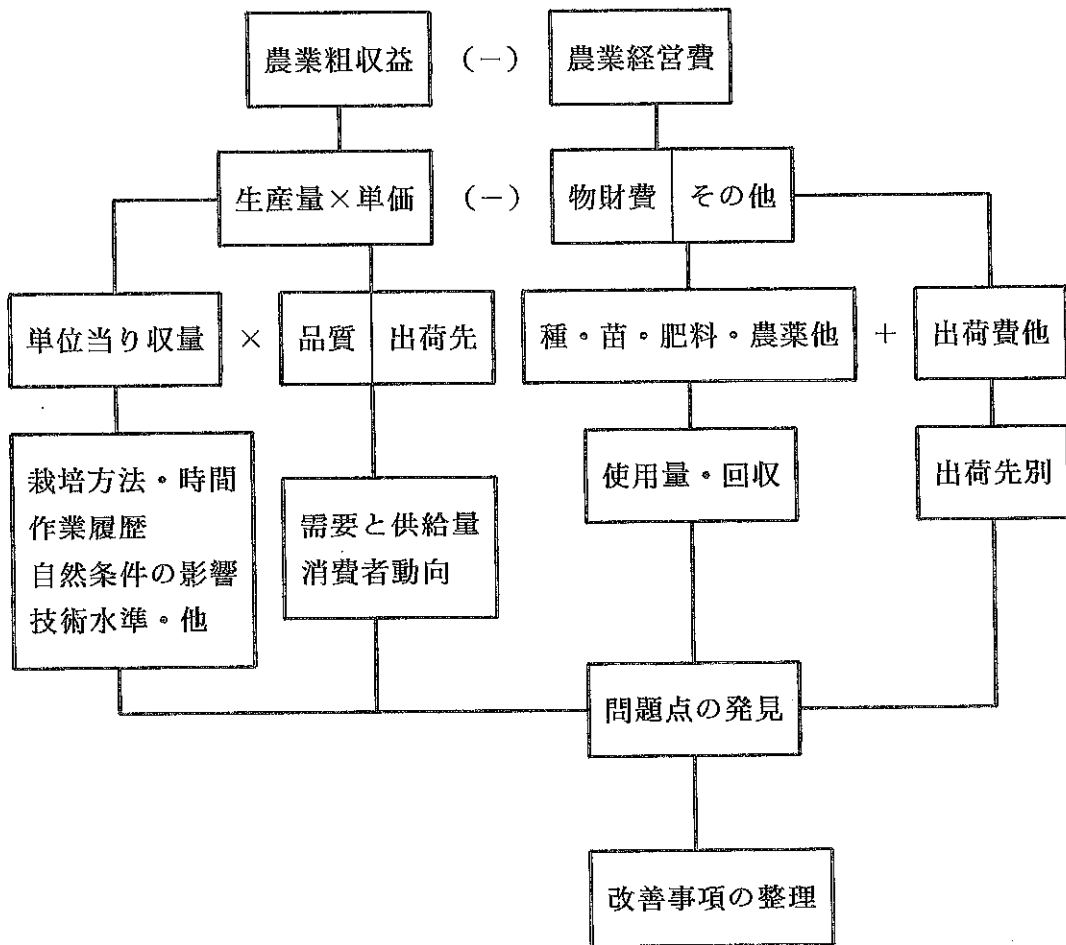 農業粗収益 (-) 農業経営費
生産量×単価 (-) 物財費 その他
単位当り収量 × 品質 出荷先 種・苗・肥料・農薬他 + 出荷費他
栽培方法・時間
作業履歴
自然条件の影響
技術水準・他
需要と供給量
消費者動向
使用量・回収
出荷先別
問題点の発見
改善事項の整理